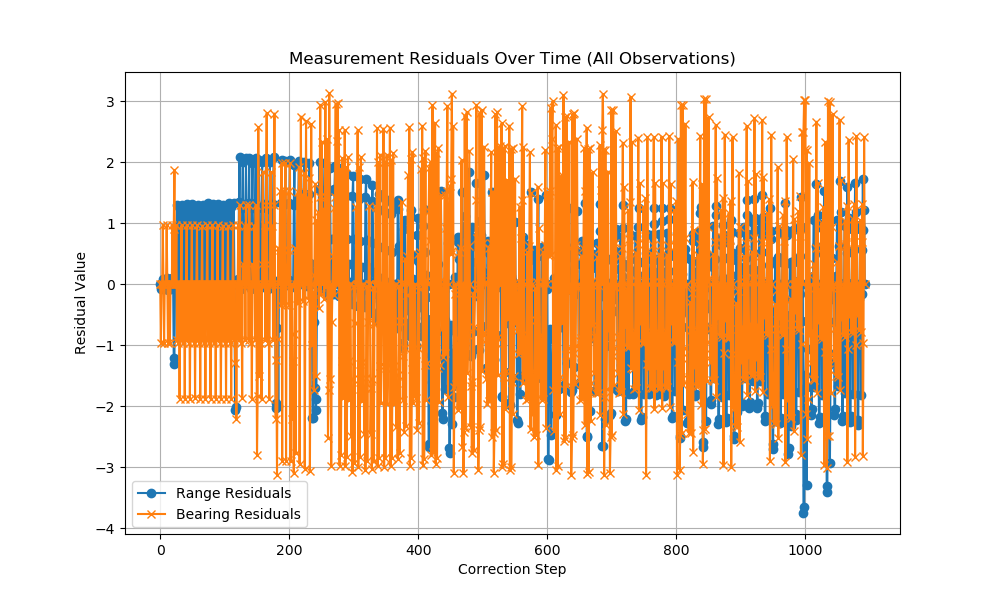 Measurement Residuals Over Time (All Observations)
Residual Value
3
2
1
0
−1
−2
−3
−4
Range Residuals
Bearing Residuals
0 200 400 600 800 1000
Correction Step